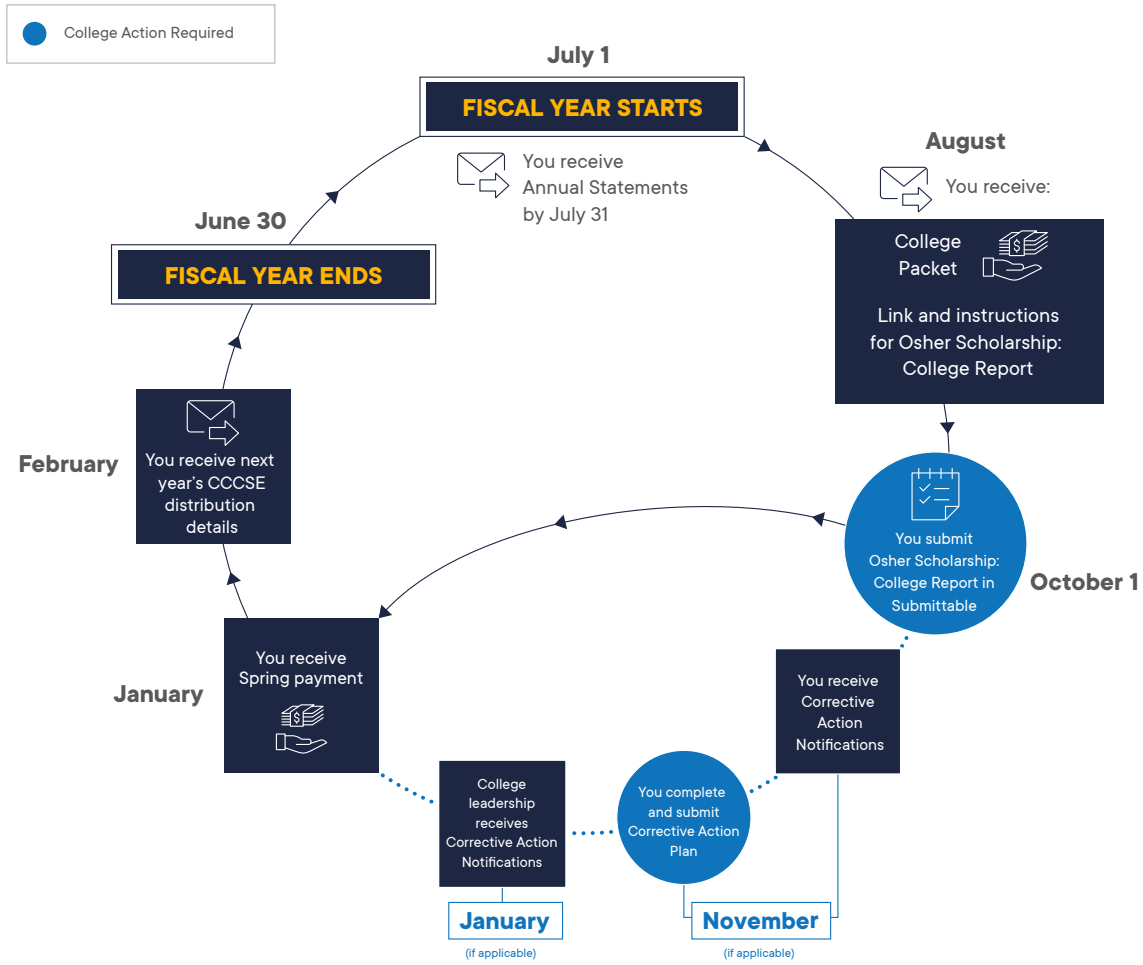 College Action Required
July 1
FISCAL YEAR STARTS
You receive
Annual Statements
by July 31
August
You receive:
College
Packet
$
Link and instructions
for Osher Scholarship:
College Report
You submit
Osher Scholarship:
College Report in
Submittable
October 1
You receive
Corrective
Action
Notifications
You complete
and submit
Corrective Action
Plan
November
(if applicable)
College
leadership
receives
Corrective Action
Notifications
January
(if applicable)
You receive
Spring payment
$
January
You receive next
year's CCCSE
distribution
details
February
June 30
FISCAL YEAR ENDS